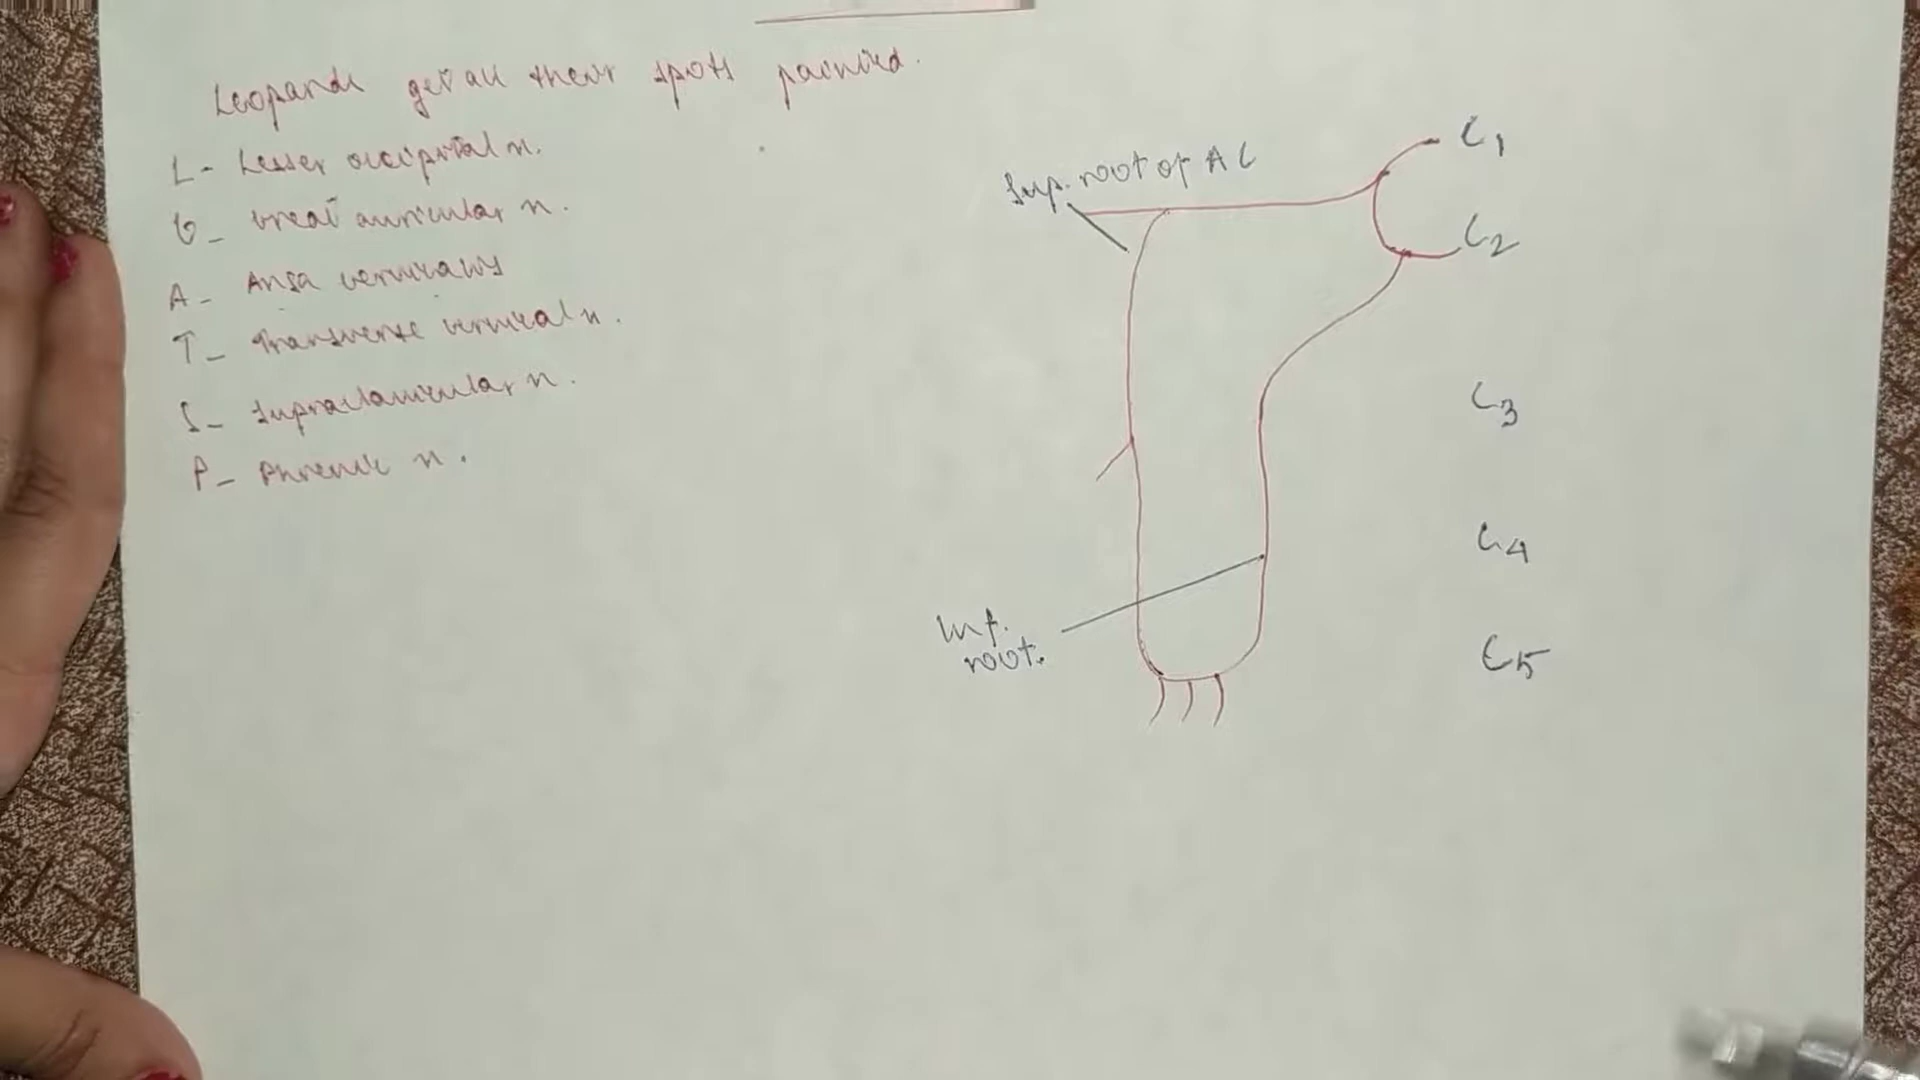 Leopards get all their spots painted.
L- Lesser occipital n.
G- Great auricular n.
A- Ansa cervicalis
T- Transverse cervical n.
S- Supraclavicular n.
P- Phrenic n.
Sup. root of AC
C1
C2
C3
C4
Inf.
root.
C5